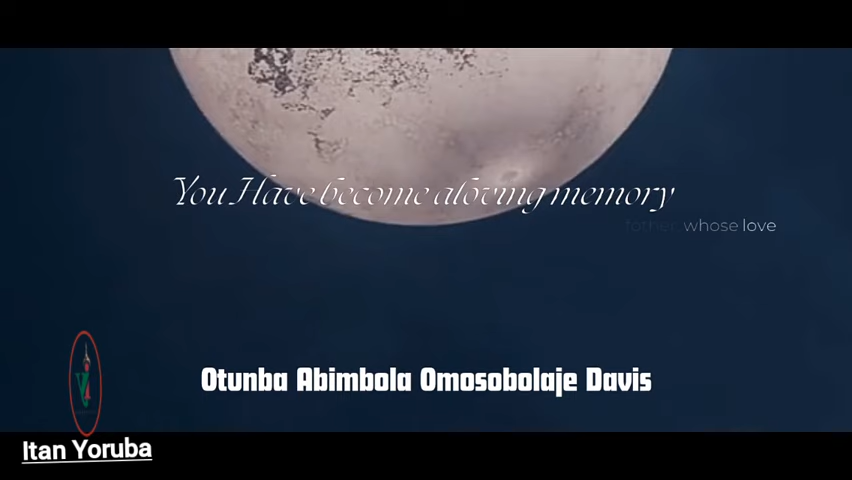 You Have become a loving memory
father whose love
Otunba Abimbola Omosobolaje Davis
Itan Yoruba